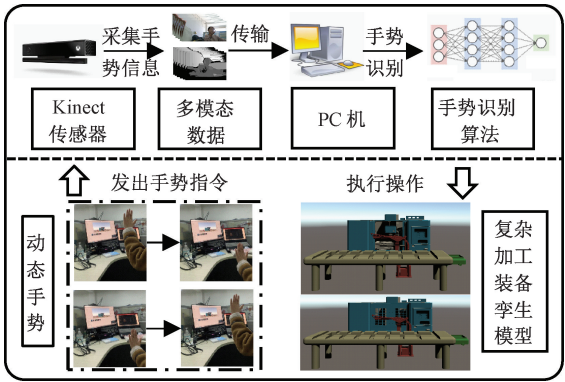 采集手
势信息
传输
手势
识别
Kinect
传感器
多模态
数据
PC 机
手势识别
算法
发出手势指令
执行操作
动
态
手
势
复杂
加工
装备
孪生
模型